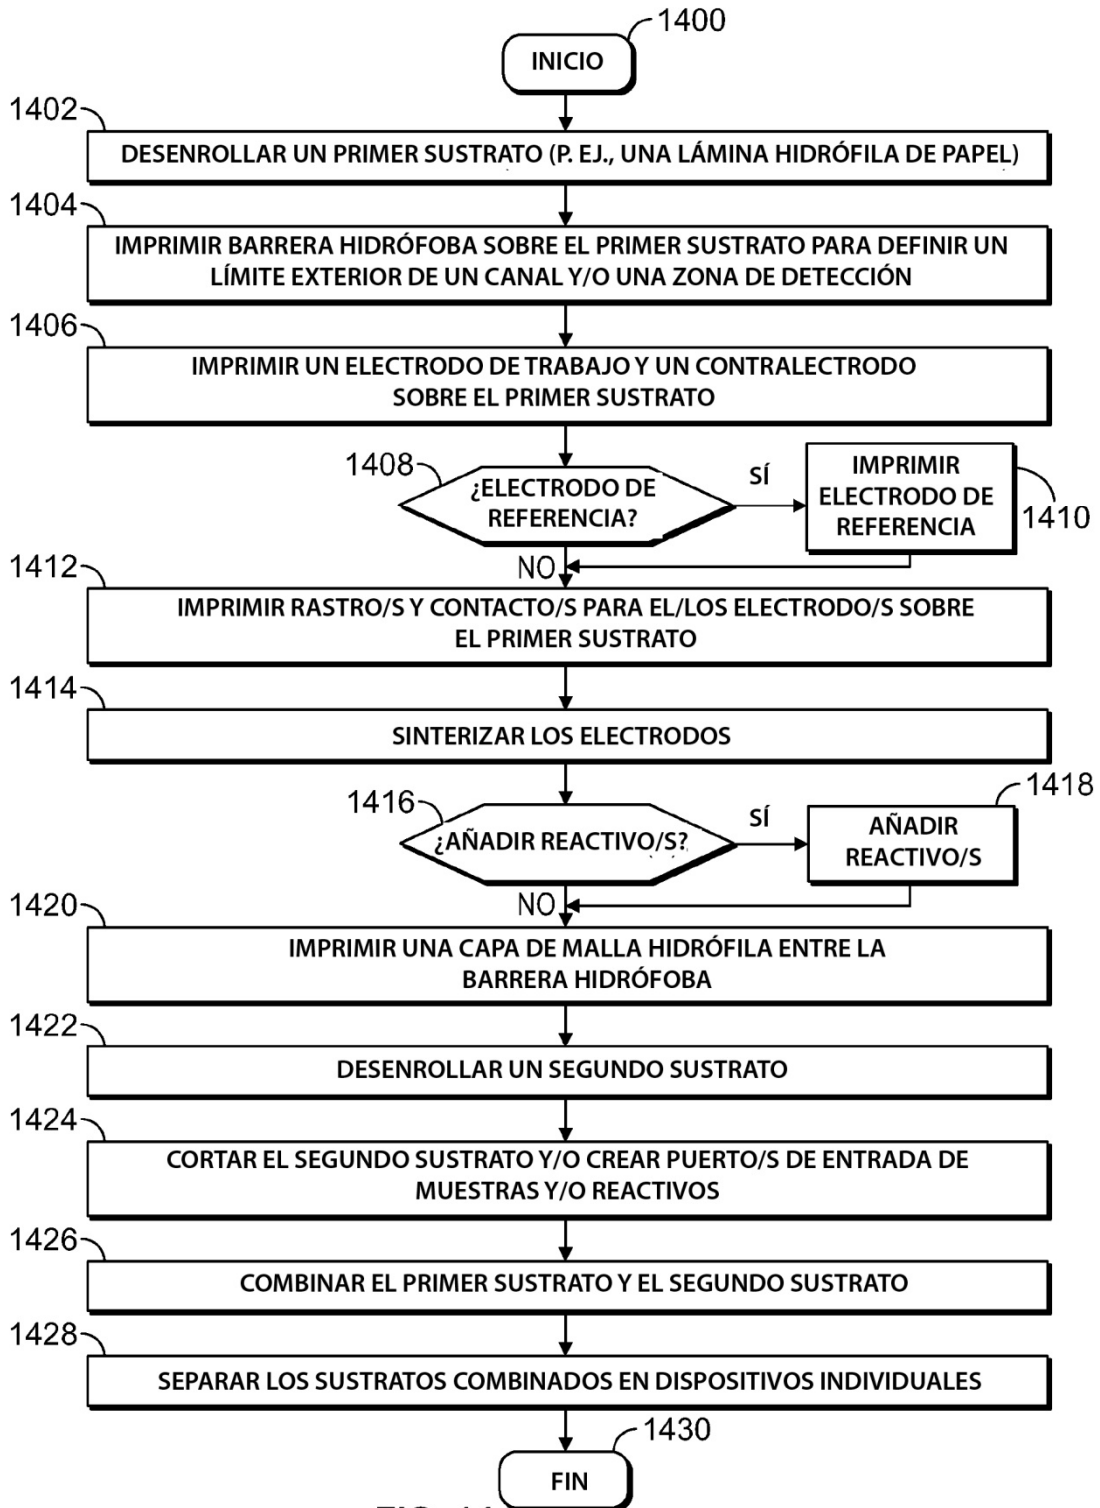 1400
INICIO
1402
DESENROLLAR UN PRIMER SUSTRATO (P. EJ., UNA LÁMINA HIDRÓFILA DE PAPEL)
1404
IMPRIMIR BARRERA HIDRÓFOBA SOBRE EL PRIMER SUSTRATO PARA DEFINIR UN
LÍMITE EXTERIOR DE UN CANAL Y/O UNA ZONA DE DETECCIÓN
1406
IMPRIMIR UN ELECTRODO DE TRABAJO Y UN CONTRALECTRODO
SOBRE EL PRIMER SUSTRATO
1408
¿ELECTRODO DE
REFERENCIA?
SÍ
IMPRIMIR
ELECTRODO DE
REFERENCIA
1410
NO
1412
IMPRIMIR RASTRO/S Y CONTACTO/S PARA EL/LOS ELECTRODO/S SOBRE
EL PRIMER SUSTRATO
1414
SINTERIZAR LOS ELECTRODOS
1416
¿AÑADIR REACTIVO/S?
SÍ
1418
AÑADIR
REACTIVO/S
NO
1420
IMPRIMIR UNA CAPA DE MALLA HIDRÓFILA ENTRE LA
BARRERA HIDRÓFOBA
1422
DESENROLLAR UN SEGUNDO SUSTRATO
1424
CORTAR EL SEGUNDO SUSTRATO Y/O CREAR PUERTO/S DE ENTRADA DE
MUESTRAS Y/O REACTIVOS
1426
COMBINAR EL PRIMER SUSTRATO Y EL SEGUNDO SUSTRATO
1428
SEPARAR LOS SUSTRATOS COMBINADOS EN DISPOSITIVOS INDIVIDUALES
1430
FIN